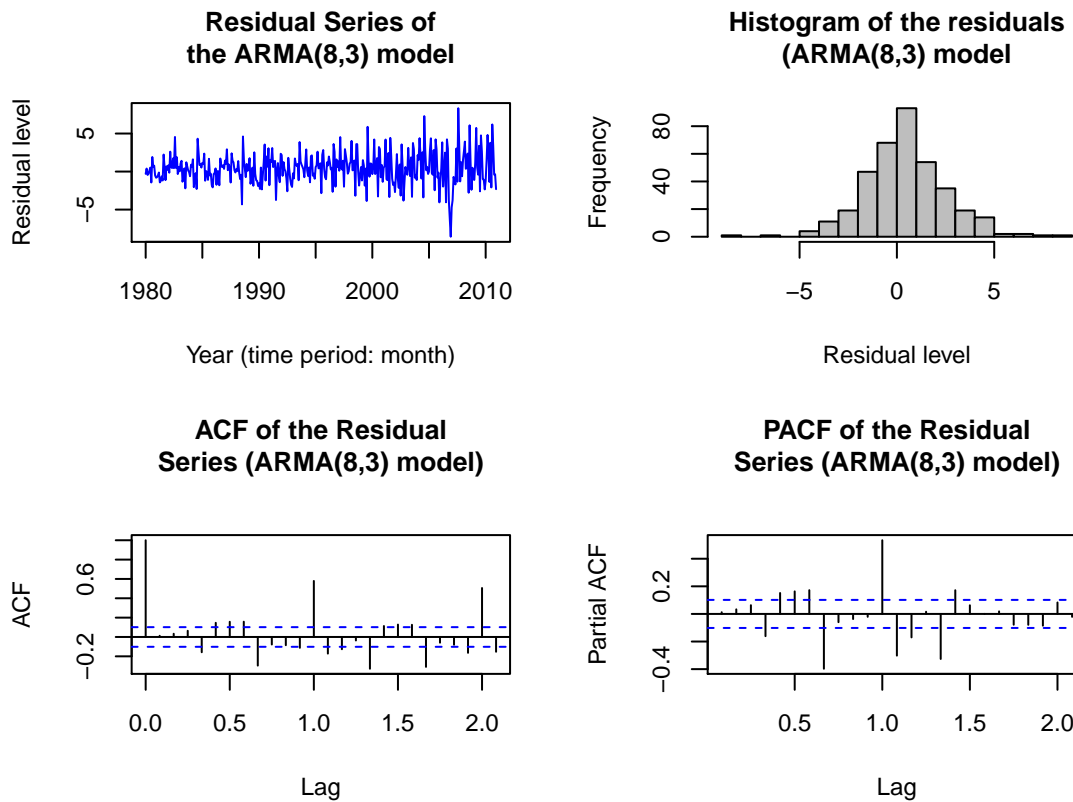 Residual Series of
the ARMA(8,3) model
Residual level
5
−5
1980
1990
2000
2010
Year (time period: month)
Histogram of the residuals
(ARMA(8,3) model
Frequency
80
40
0
−5
0
5
Residual level
ACF of the Residual
Series (ARMA(8,3) model)
ACF
0.6
−0.2
0.0
0.5
1.0
1.5
2.0
Lag
PACF of the Residual
Series (ARMA(8,3) model)
Partial ACF
0.2
−0.4
0.5
1.0
1.5
2.0
Lag